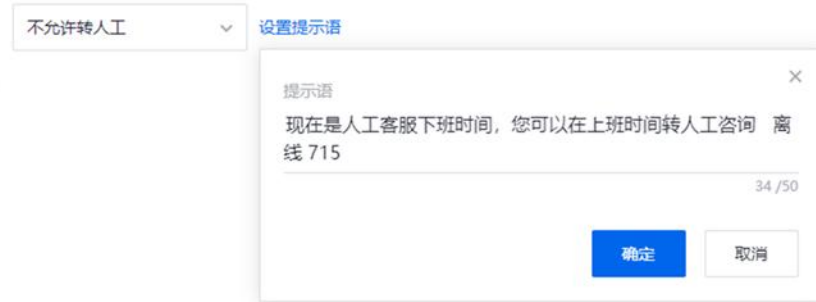 不允许转人工 设置提示语
提示语
现在是人工客服下班时间，您可以在上班时间转人工咨询 离
线 715
34 /50
确定 取消